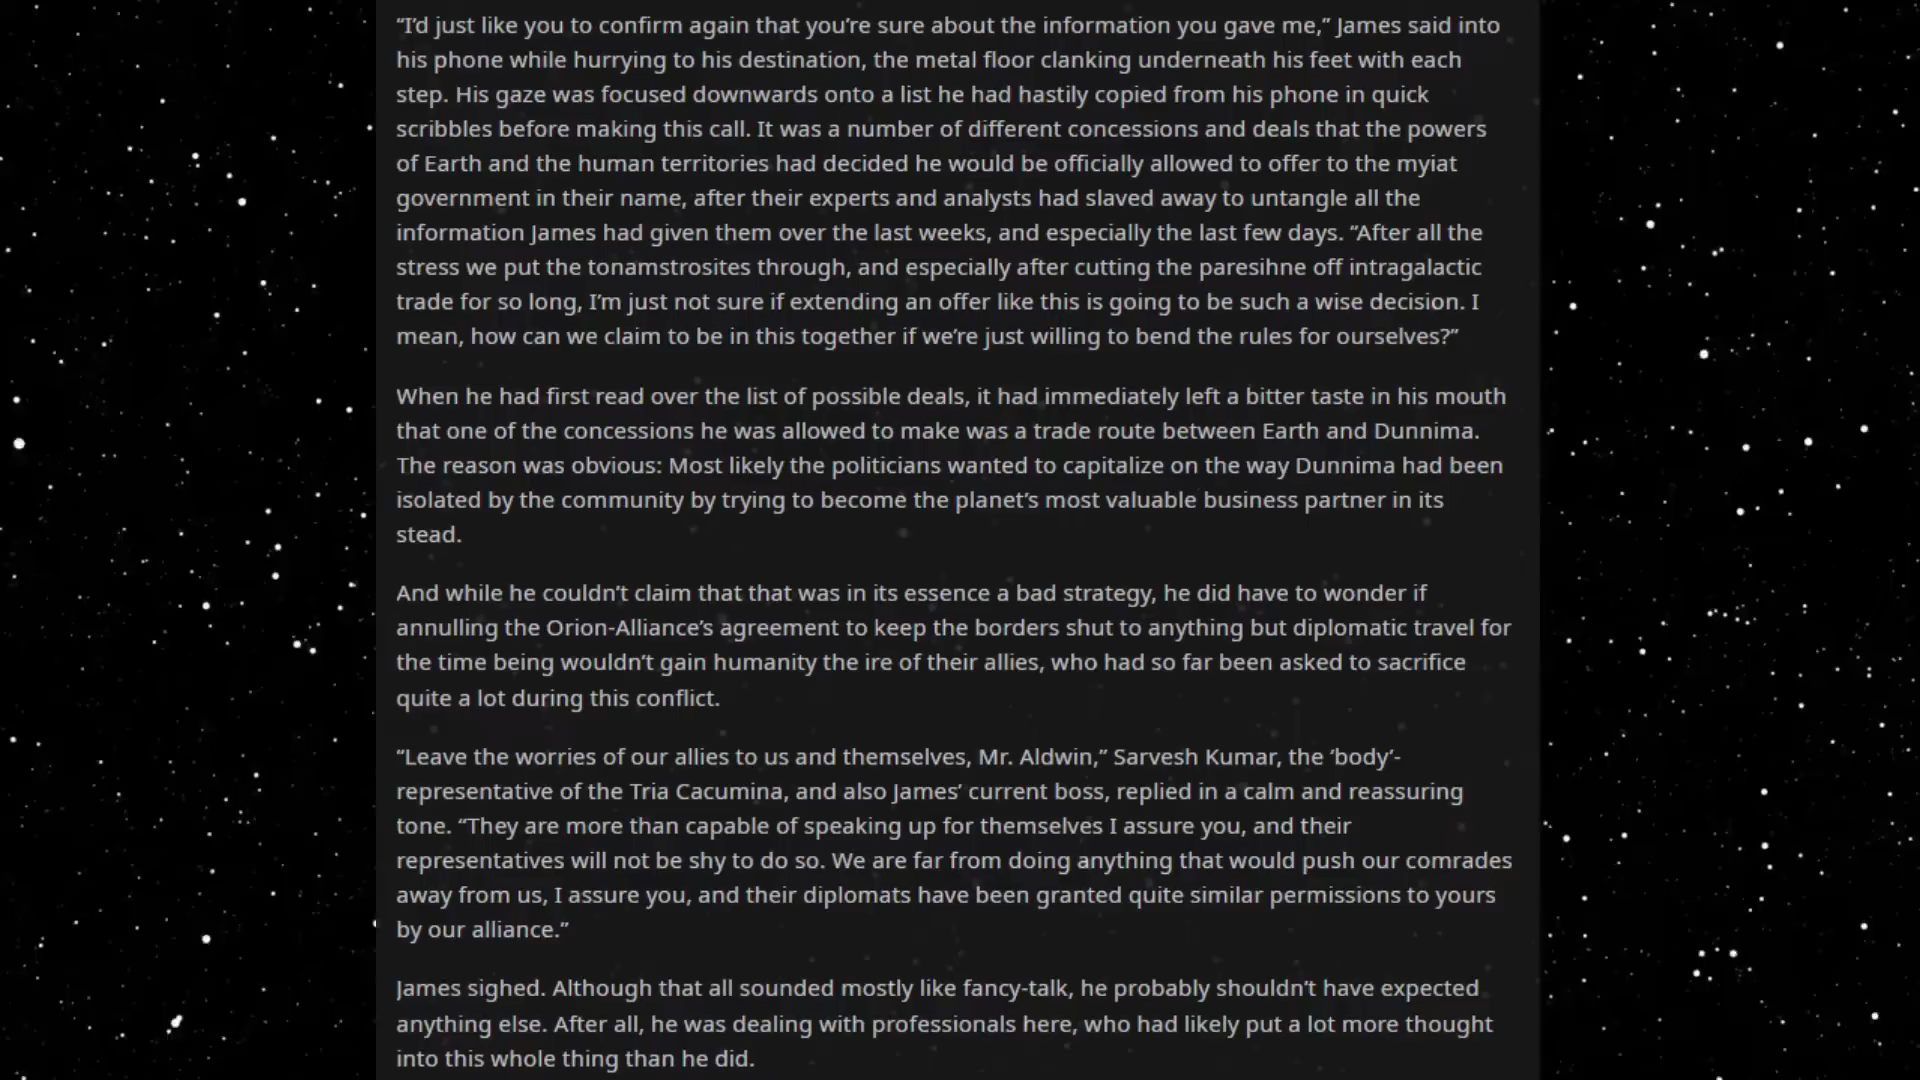 “I’d just like you to confirm again that you’re sure about the information you gave me,” James said into
his phone while hurrying to his destination, the metal floor clanking underneath his feet with each
step. His gaze was focused downwards onto a list he had hastily copied from his phone in quick
scribbles before making this call. It was a number of different concessions and deals that the powers
of Earth and the human territories had decided he would be officially allowed to offer to the myiat
government in their name, after their experts and analysts had slaved away to untangle all the
information James had given them over the last weeks, and especially the last few days. “After all the
stress we put the tonamstrosites through, and especially after cutting the paresihne off intragalactic
trade for so long, I’m just not sure if extending an offer like this is going to be such a wise decision. I
mean, how can we claim to be in this together if we’re just willing to bend the rules for ourselves?”
When he had first read over the list of possible deals, it had immediately left a bitter taste in his mouth
that one of the concessions he was allowed to make was a trade route between Earth and Dunnima.
The reason was obvious: Most likely the politicians wanted to capitalize on the way Dunnima had been
isolated by the community by trying to become the planet’s most valuable business partner in its
stead.
And while he couldn’t claim that that was in its essence a bad strategy, he did have to wonder if
annulling the Orion-Alliance’s agreement to keep the borders shut to anything but diplomatic travel for
the time being wouldn’t gain humanity the ire of their allies, who had so far been asked to sacrifice
quite a lot during this conflict.
“Leave the worries of our allies to us and themselves, Mr. Aldwin,” Sarvesh Kumar, the ‘body’-
representative of the Tria Cacumina, and also James’ current boss, replied in a calm and reassuring
tone. “They are more than capable of speaking up for themselves I assure you, and their
representatives will not be shy to do so. We are far from doing anything that would push our comrades
away from us, I assure you, and their diplomats have been granted quite similar permissions to yours
by our alliance.”
James sighed. Although that all sounded mostly like fancy-talk, he probably shouldn’t have expected
anything else. After all, he was dealing with professionals here, who had likely put a lot more thought
into this whole thing than he did.